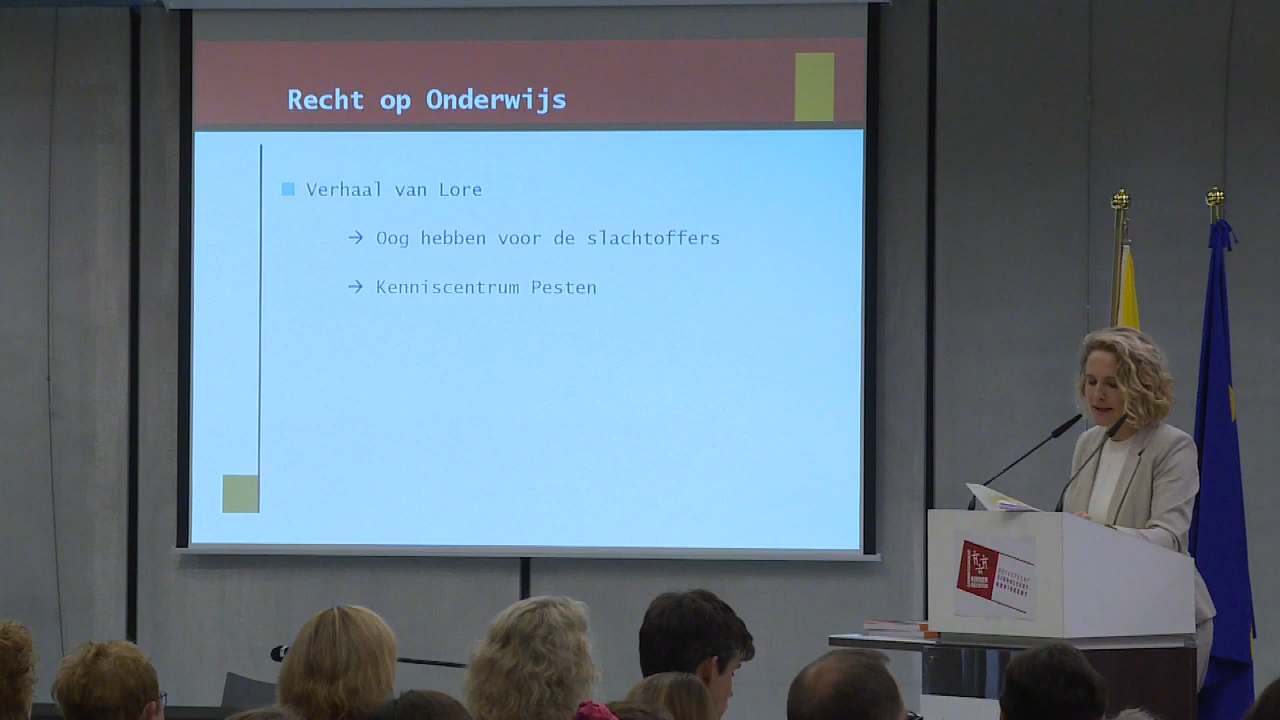 Recht op Onderwijs
Verhaal van Lore
→ Oog hebben voor de slachtoffers
→ Kenniscentrum Pesten